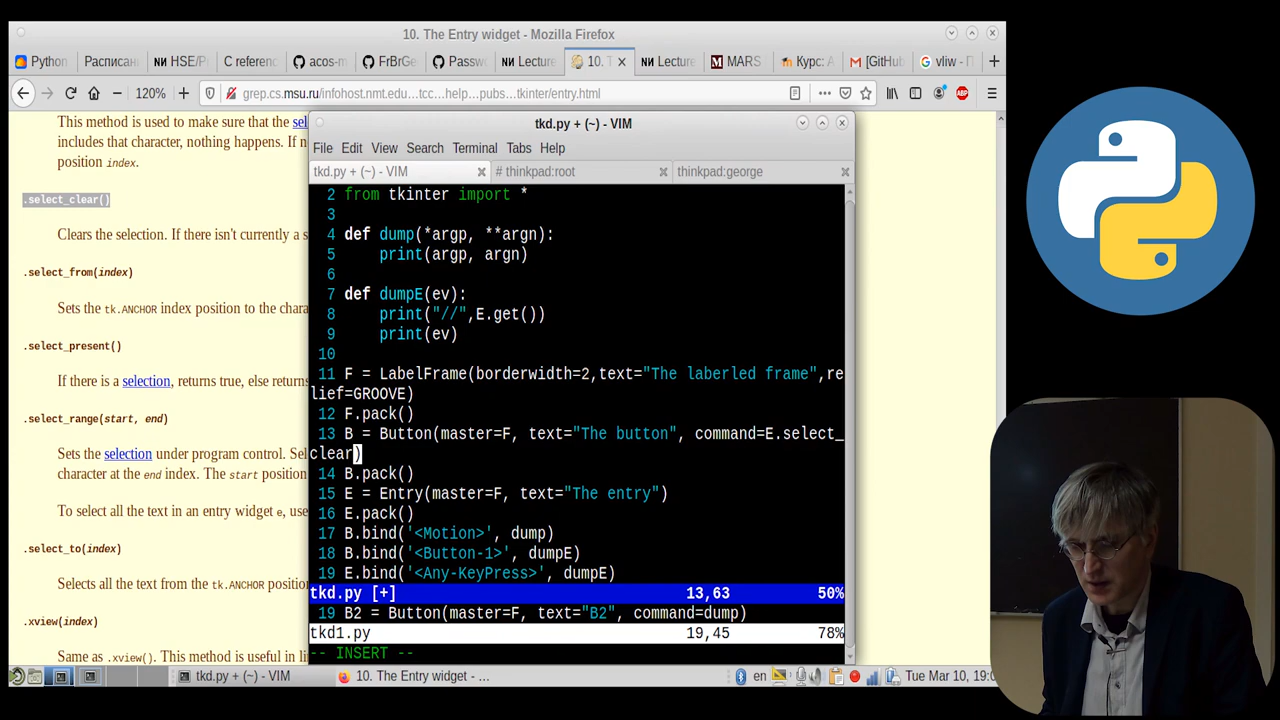 10. The Entry widget - Mozilla Firefox
Python
Расписан
ИИ HSE/P
C referenc
acos-m
FrBrGe
Passwo
ИИ Lecture
10. T
ИИ Lecture
MARS
Курс: А
[GitHub
vliw - П
120%
grep.cs.msu.ru/infohost.nmt.edu…tcc…help…pubs…tkinter/entry.html
This method is used to make sure that the sel
includes that character, nothing happens. If n
position index.
.select_clear()
Clears the selection. If there isn't currently a s
.select_from(index)
Sets the tk.ANCHOR index position to the chara
.select_present()
If there is a selection, returns true, else returns
.select_range(start, end)
Sets the selection under program control. Sel
character at the end index. The start position
To select all the text in an entry widget e, use
.select_to(index)
Selects all the text from the tk.ANCHOR position
.xview(index)
Same as .xview(). This method is useful in li
tkd.py + (~) - VIM
File Edit View Search Terminal Tabs Help
tkd.py + (~) - VIM
# thinkpad:root
thinkpad:george
2 from tkinter import *
3
4 def dump(*argp, **argn):
5 print(argp, argn)
6
7 def dumpE(ev):
8 print("//",E.get())
9 print(ev)
10
11 F = LabelFrame(borderwidth=2,text="The laberled frame",re
lief=GROOVE)
12 F.pack()
13 B = Button(master=F, text="The button", command=E.select_
clear)
14 B.pack()
15 E = Entry(master=F, text="The entry")
16 E.pack()
17 B.bind('<Motion>', dump)
18 B.bind('<Button-1>', dumpE)
19 E.bind('<Any-KeyPress>', dumpE)
tkd.py [+] 13,63 50%
19 B2 = Button(master=F, text="B2", command=dump)
tkd1.py 19,45 78%
-- INSERT --
tkd.py + (~) - VIM
10. The Entry widget - …
en
Tue Mar 10, 19:0